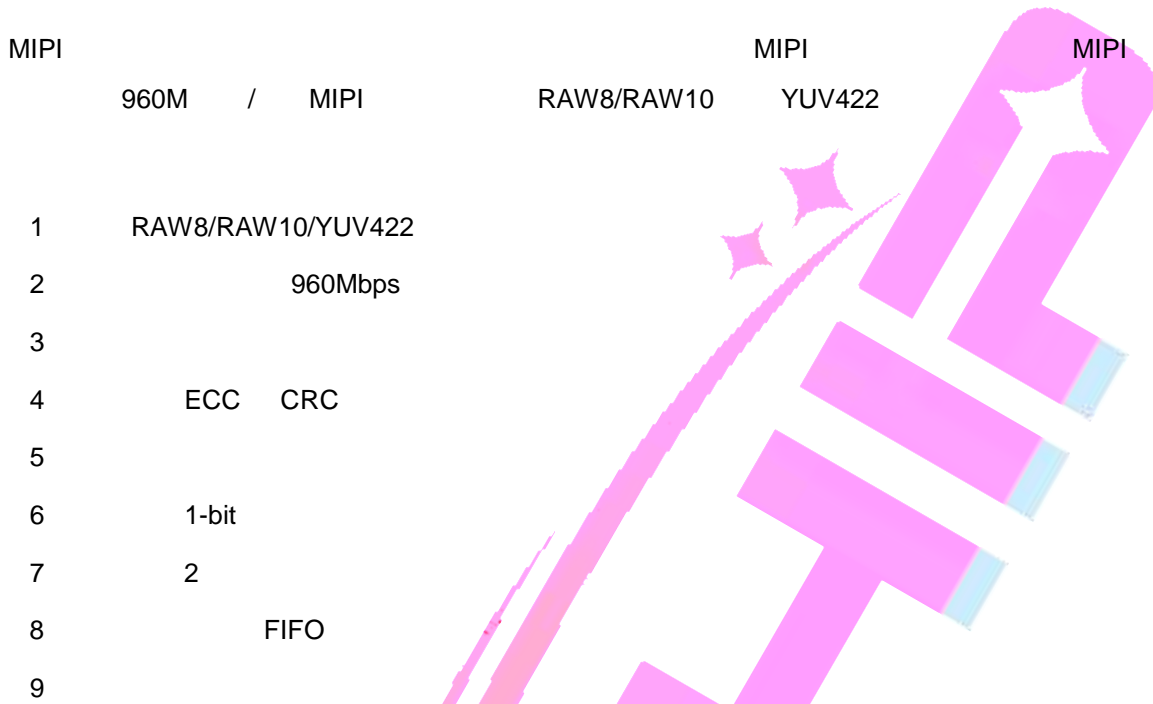 MIPI MIPI MIPI
960M / MIPI RAW8/RAW10 YUV422
1 RAW8/RAW10/YUV422
2 960Mbps
3
4 ECC CRC
5
6 1-bit
7 2
8 FIFO
9